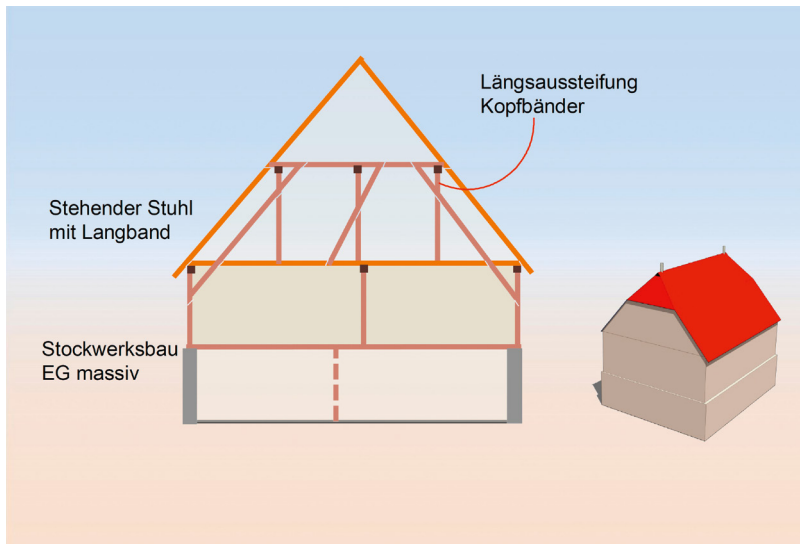 Längsaussteifung
Kopfbänder
Stehender Stuhl
mit Langband
Stockwerksbau
EG massiv